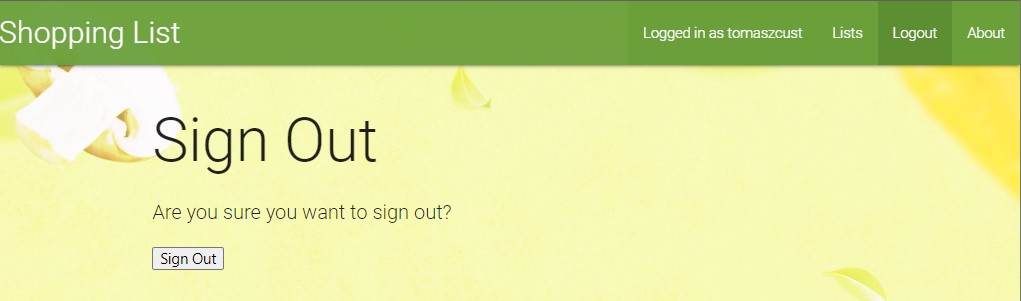 Shopping List
Logged in as tomaszcust Lists Logout About
Sign Out
Are you sure you want to sign out?
Sign Out